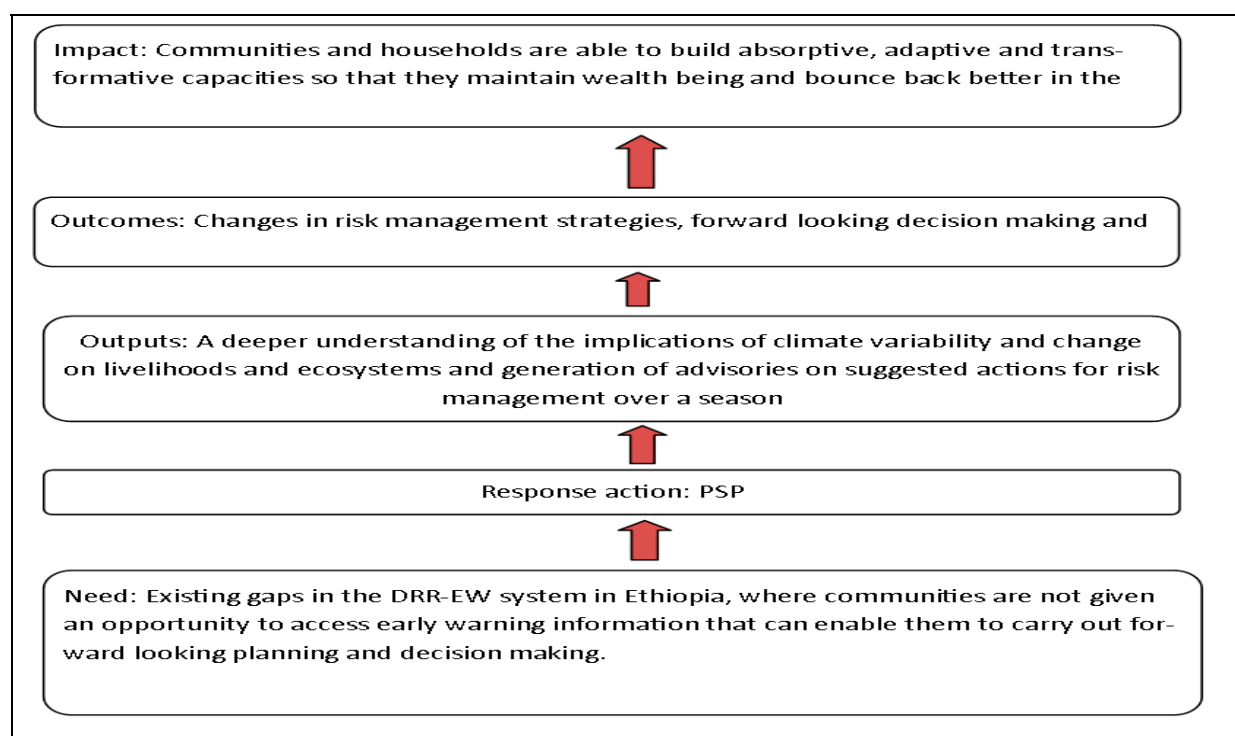 Impact: Communities and households are able to build absorptive, adaptive and trans-
formative capacities so that they maintain wealth being and bounce back better in the
Outcomes: Changes in risk management strategies, forward looking decision making and
Outputs: A deeper understanding of the implications of climate variability and change
on livelihoods and ecosystems and generation of advisories on suggested actions for risk
management over a season
Response action: PSP
Need: Existing gaps in the DRR-EW system in Ethiopia, where communities are not given
an opportunity to access early warning information that can enable them to carry out for-
ward looking planning and decision making.